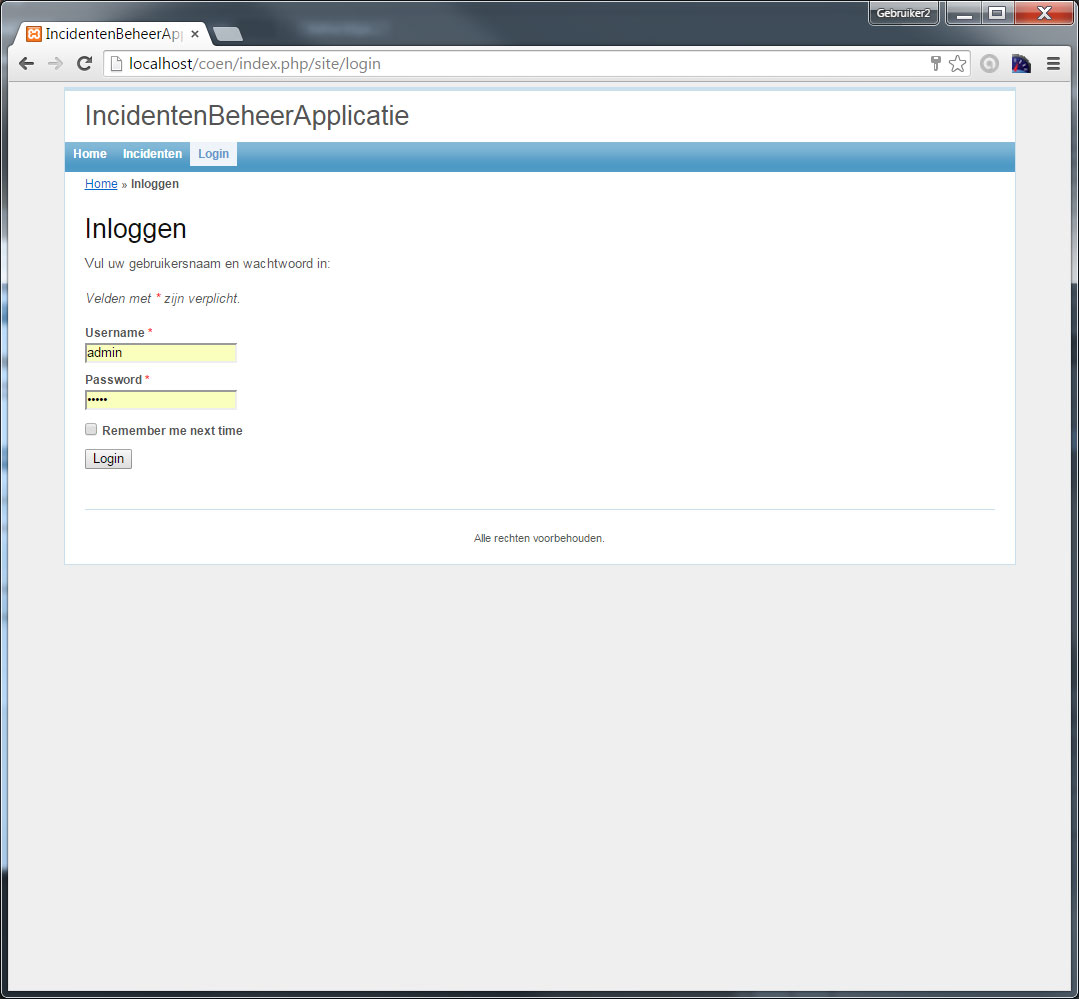 Gebruiker2
IncidentenBeheerAp
localhost/coen/index.php/site/login
IncidentenBeheerApplicatie
Home Incidenten Login
Home » Inloggen
Inloggen
Vul uw gebruikersnaam en wachtwoord in:
Velden met * zijn verplicht.
Username *
admin
Password *
•••••
Remember me next time
Login
Alle rechten voorbehouden.